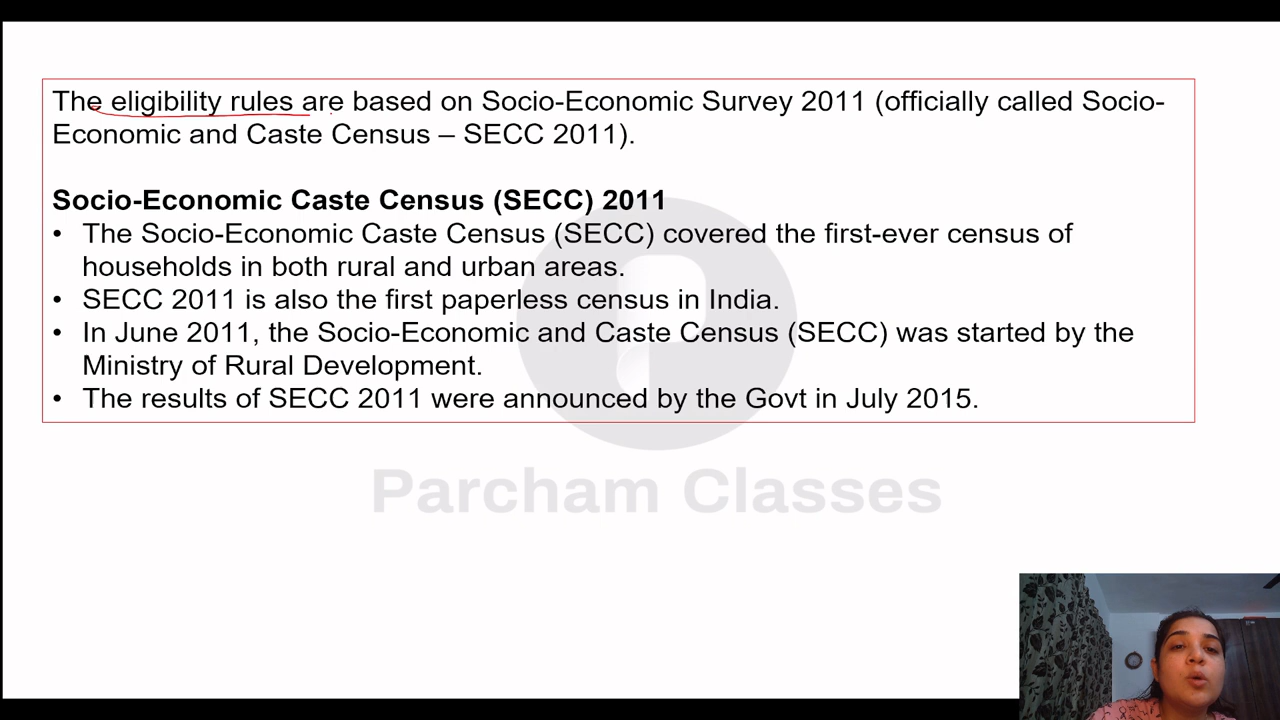 The eligibility rules are based on Socio-Economic Survey 2011 (officially called Socio-
Economic and Caste Census – SECC 2011).
Socio-Economic Caste Census (SECC) 2011
• The Socio-Economic Caste Census (SECC) covered the first-ever census of
households in both rural and urban areas.
• SECC 2011 is also the first paperless census in India.
• In June 2011, the Socio-Economic and Caste Census (SECC) was started by the
Ministry of Rural Development.
• The results of SECC 2011 were announced by the Govt in July 2015.
Parcham Classes